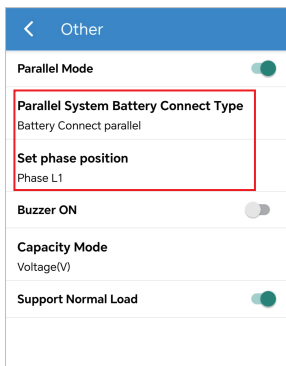 Other
Parallel Mode
Parallel System Battery Connect Type
Battery Connect parallel
Set phase position
Phase L1
Buzzer ON
Capacity Mode
Voltage(V)
Support Normal Load